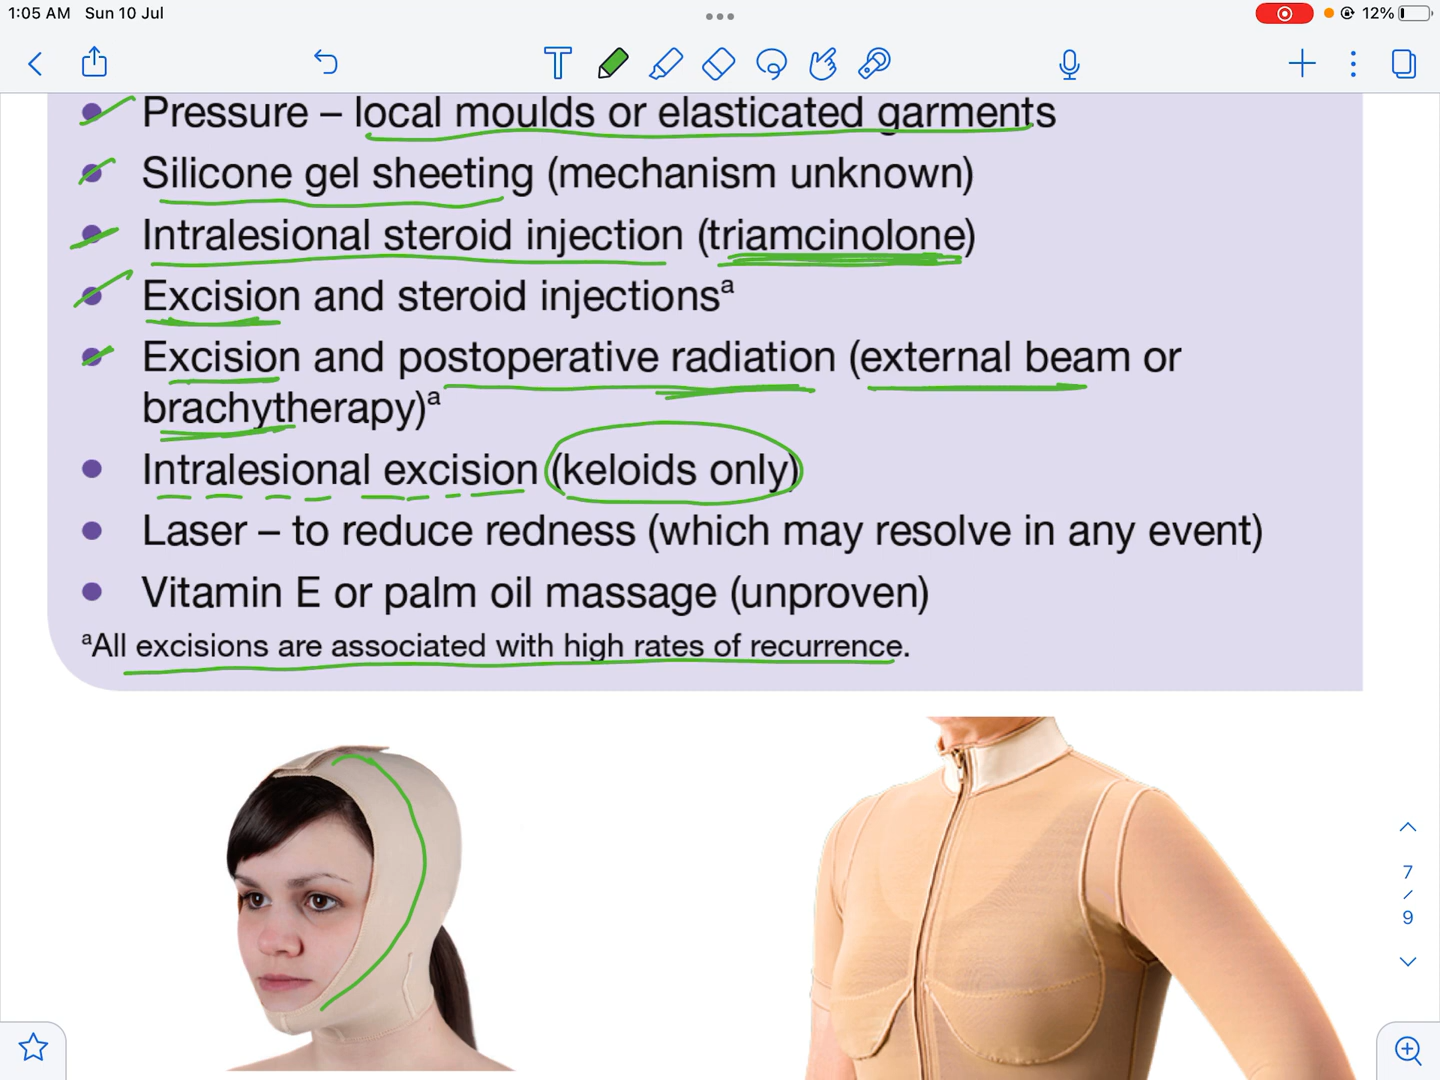 1:05 AM Sun 10 Jul
12%
T
• Pressure – local moulds or elasticated garments
• Silicone gel sheeting (mechanism unknown)
• Intralesional steroid injection (triamcinolone)
• Excision and steroid injectionsᵃ
• Excision and postoperative radiation (external beam or
brachytherapy)ᵃ
• Intralesional excision (keloids only)
• Laser – to reduce redness (which may resolve in any event)
• Vitamin E or palm oil massage (unproven)
ᵃAll excisions are associated with high rates of recurrence.
7
/
9